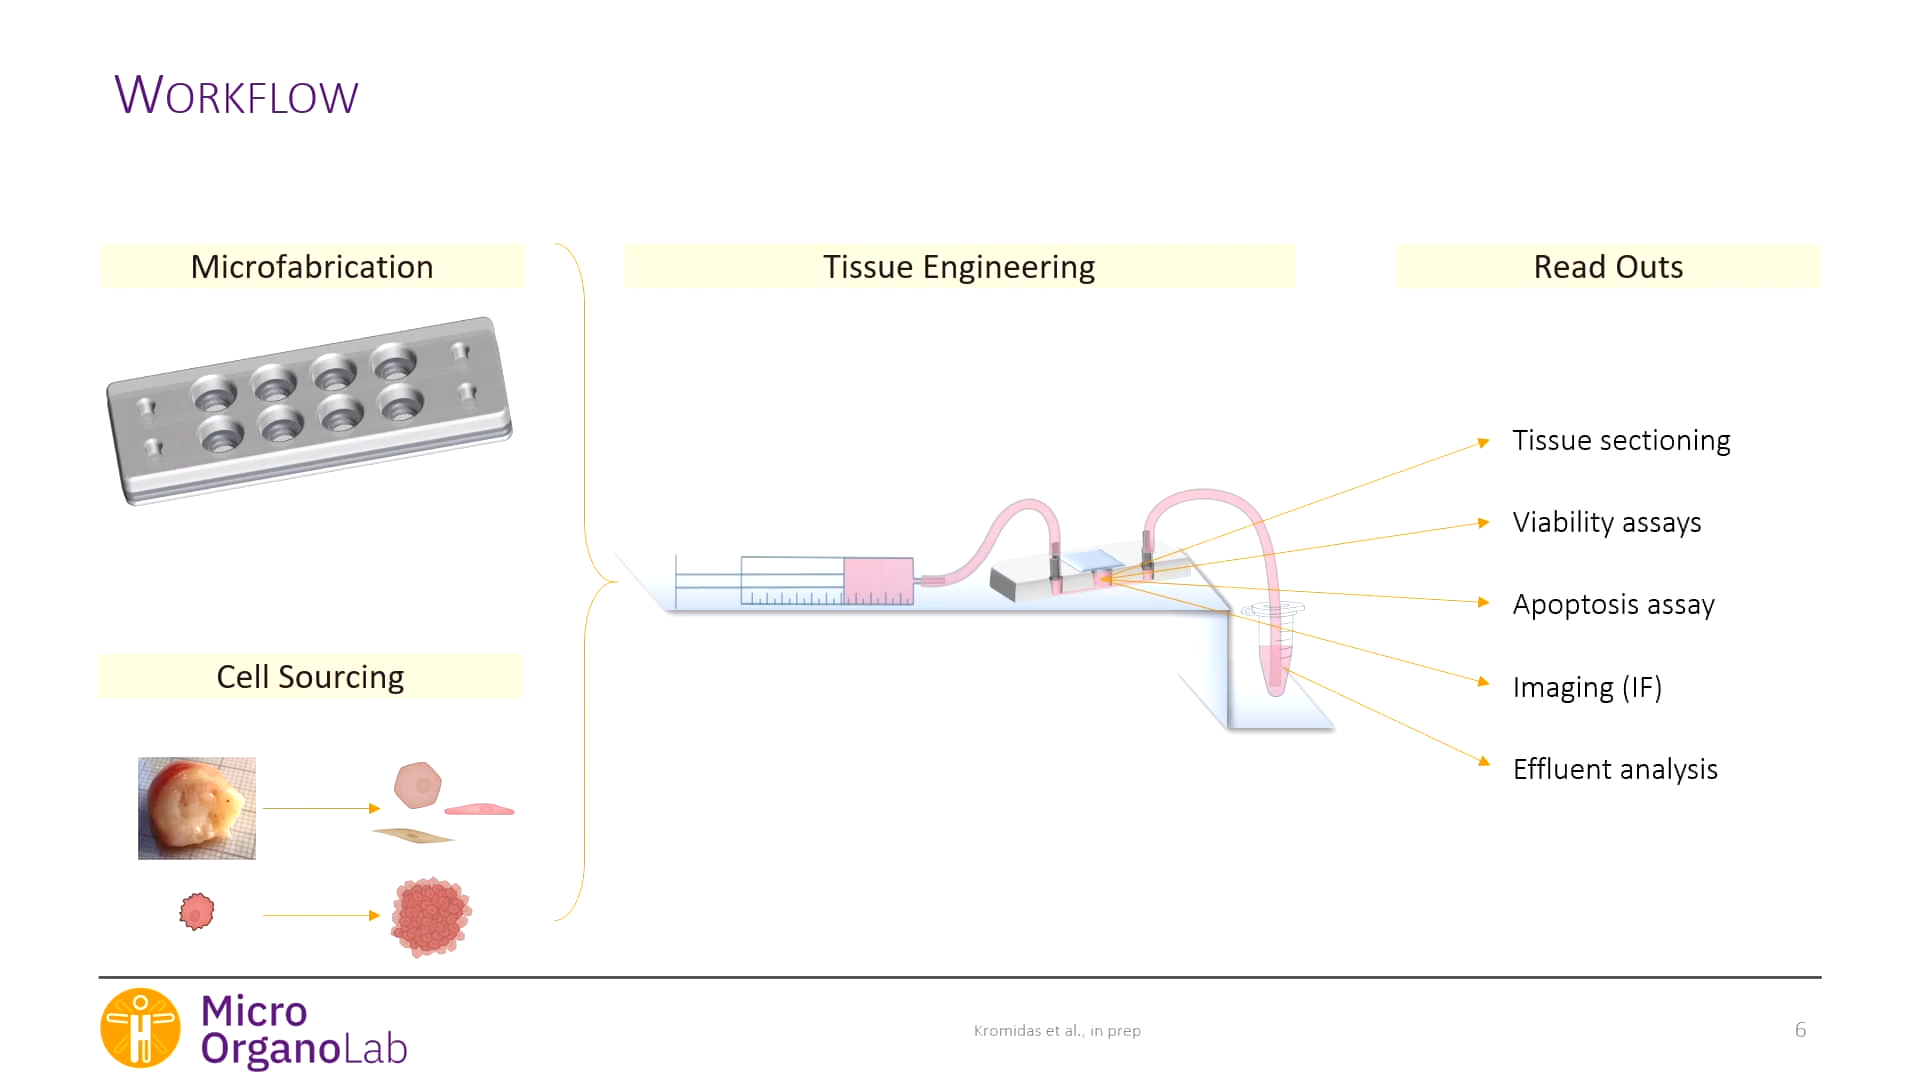 WORKFLOW
Microfabrication
Cell Sourcing
Tissue Engineering
Read Outs
Tissue sectioning
Viability assays
Apoptosis assay
Imaging (IF)
Effluent analysis
Micro
OrganoLab
Kromidas et al., in prep
6